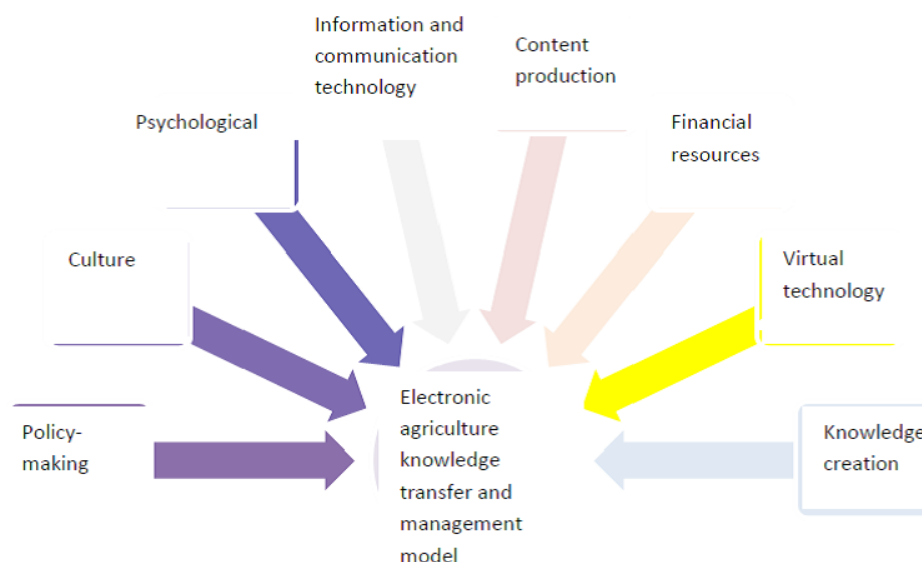 Information and
communication
technology
Content
production
Psychological
Financial
resources
Culture
Virtual
technology
Electronic
agriculture
knowledge
transfer and
management
model
Policy-
making
Knowledge
creation